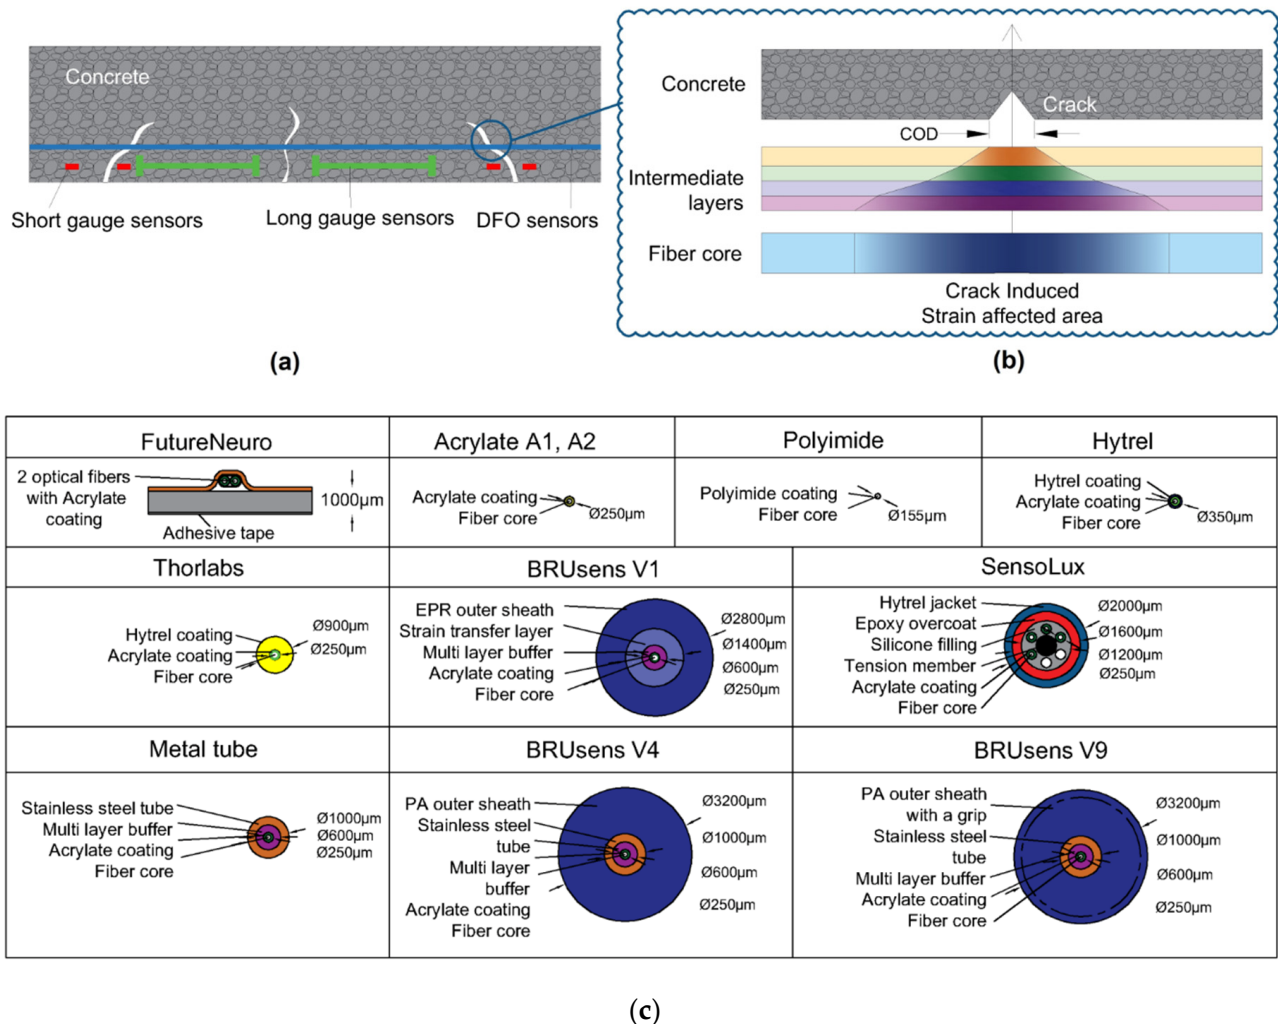 Concrete
Short gauge sensors
Long gauge sensors
DFO sensors
(a)
Concrete
Crack
COD
Intermediate
layers
Fiber core
Crack Induced
Strain affected area
(b)
FutureNeuro
2 optical fibers
with Acrylate
coating
1000µm
Adhesive tape
Acrylate A1, A2
Acrylate coating
Fiber core
Ø250µm
Polyimide
Polyimide coating
Fiber core
Ø155µm
Hytrel
Hytrel coating
Acrylate coating
Fiber core
Ø350µm
Thorlabs
Hytrel coating
Acrylate coating
Fiber core
Ø900µm
Ø250µm
BRUsens V1
EPR outer sheath
Strain transfer layer
Multi layer buffer
Acrylate coating
Fiber core
Ø2800µm
Ø1400µm
Ø600µm
Ø250µm
SensoLux
Hytrel jacket
Epoxy overcoat
Silicone filling
Tension member
Acrylate coating
Fiber core
Ø2000µm
Ø1600µm
Ø1200µm
Ø250µm
Metal tube
Stainless steel tube
Multi layer buffer
Acrylate coating
Fiber core
Ø1000µm
Ø600µm
Ø250µm
BRUsens V4
PA outer sheath
Stainless steel
tube
Multi layer
buffer
Acrylate coating
Fiber core
Ø3200µm
Ø1000µm
Ø600µm
Ø250µm
BRUsens V9
PA outer sheath
with a grip
Stainless steel
tube
Multi layer buffer
Acrylate coating
Fiber core
Ø3200µm
Ø1000µm
Ø600µm
Ø250µm
(c)